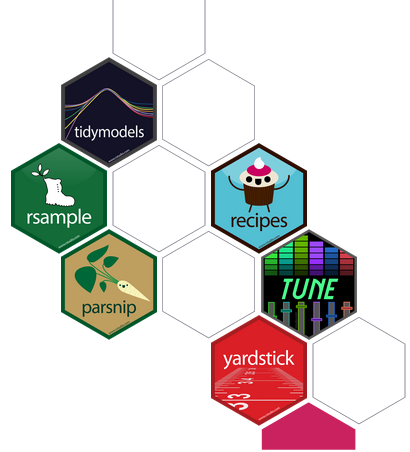 tidymodels
rsample
recipes
parsnip
TUNE
yardstick